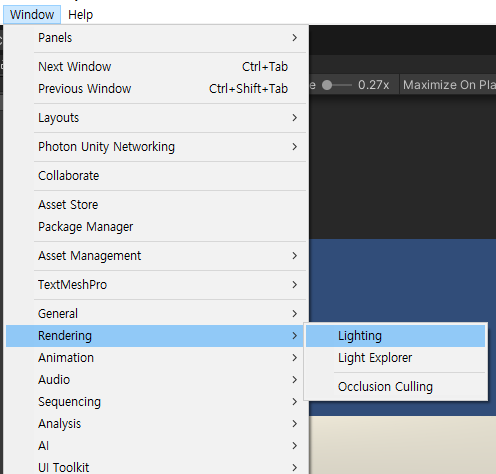 Window Help
Panels
Next Window Ctrl+Tab
Previous Window Ctrl+Shift+Tab
e 0.27x Maximize On Pla
Layouts
Photon Unity Networking
Collaborate
Asset Store
Package Manager
Asset Management
TextMeshPro
General
Rendering
Lighting
Animation
Light Explorer
Audio
Occlusion Culling
Sequencing
Analysis
AI
UI Toolkit